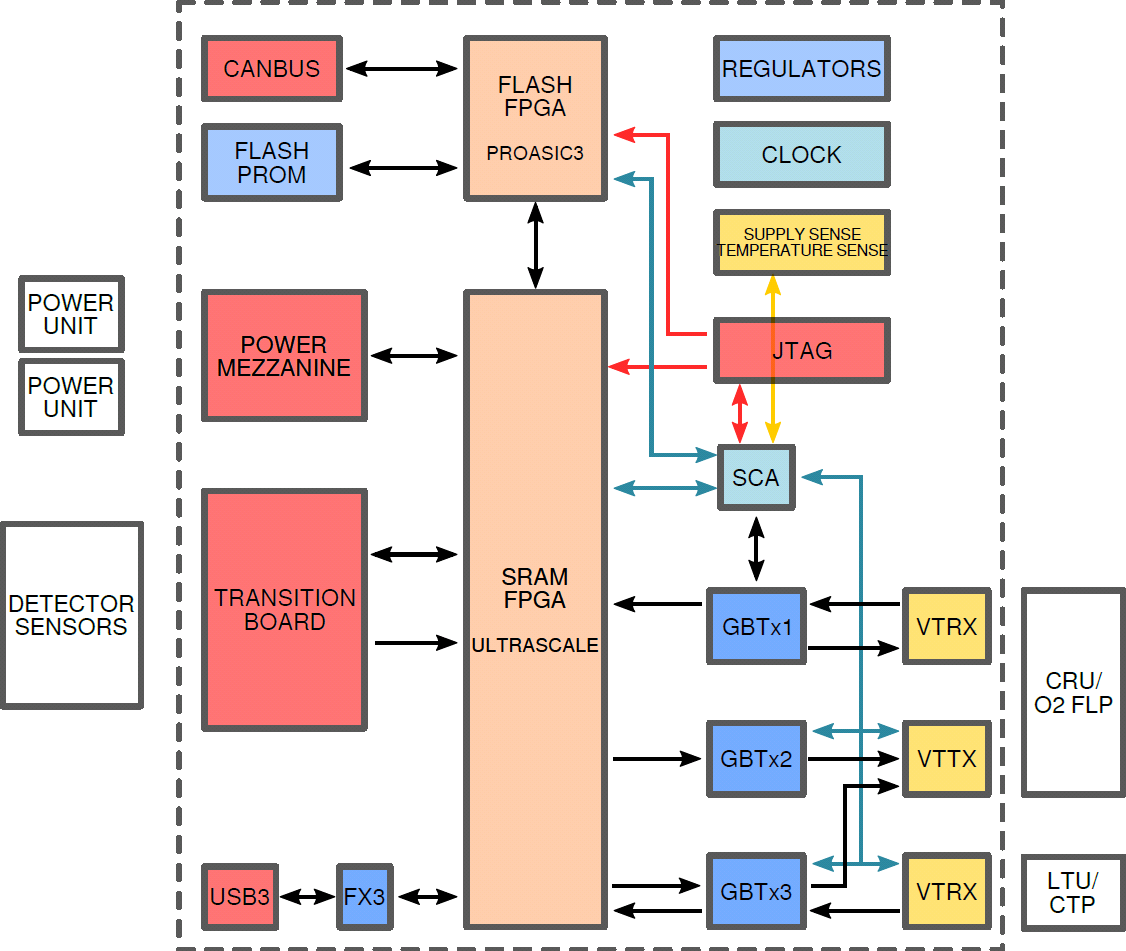 CANBUS
FLASH
FPGA
PROASIC3
REGULATORS
FLASH
PROM
CLOCK
SUPPLY SENSE
TEMPERATURE SENSE
POWER
UNIT
POWER
UNIT
POWER
MEZZANINE
JTAG
SCA
DETECTOR
SENSORS
TRANSITION
BOARD
SRAM
FPGA
ULTRASCALE
GBTx1
VTRX
CRU/
O2 FLP
GBTx2
VTTX
USB3
FX3
GBTx3
VTRX
LTU/
CTP